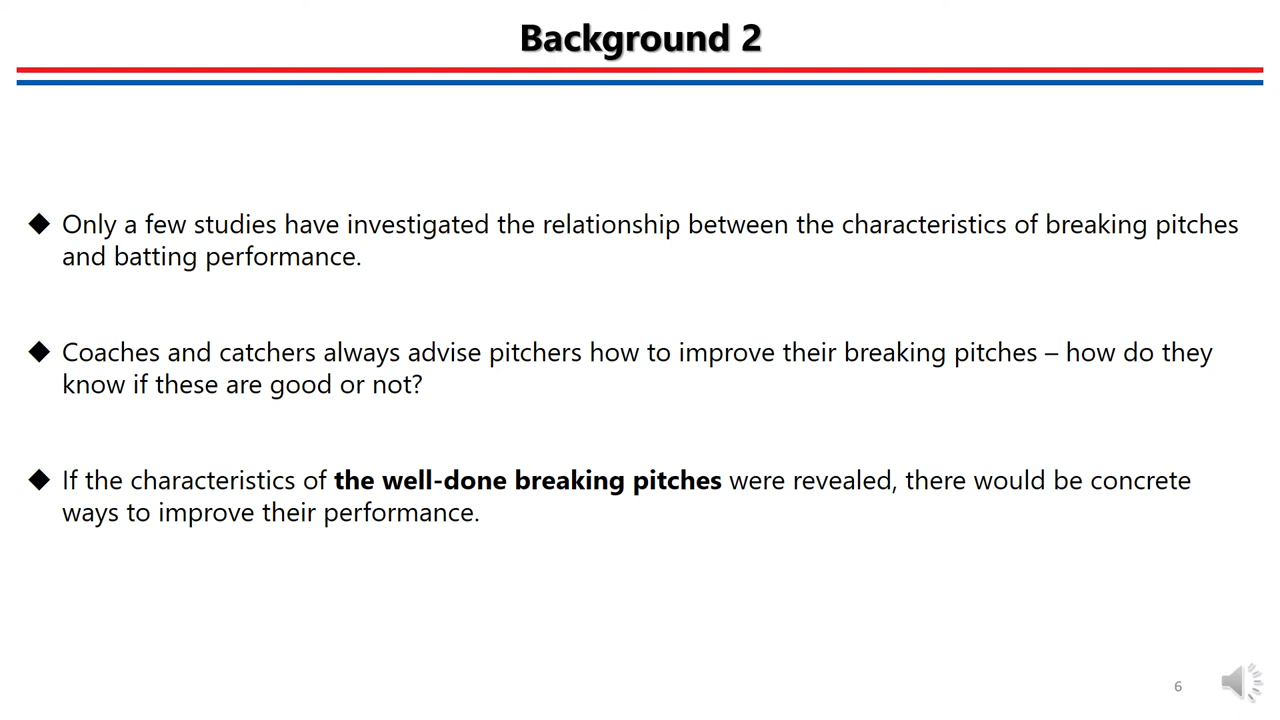 Background 2
◆ Only a few studies have investigated the relationship between the characteristics of breaking pitches
and batting performance.
◆ Coaches and catchers always advise pitchers how to improve their breaking pitches – how do they
know if these are good or not?
◆ If the characteristics of the well-done breaking pitches were revealed, there would be concrete
ways to improve their performance.
6